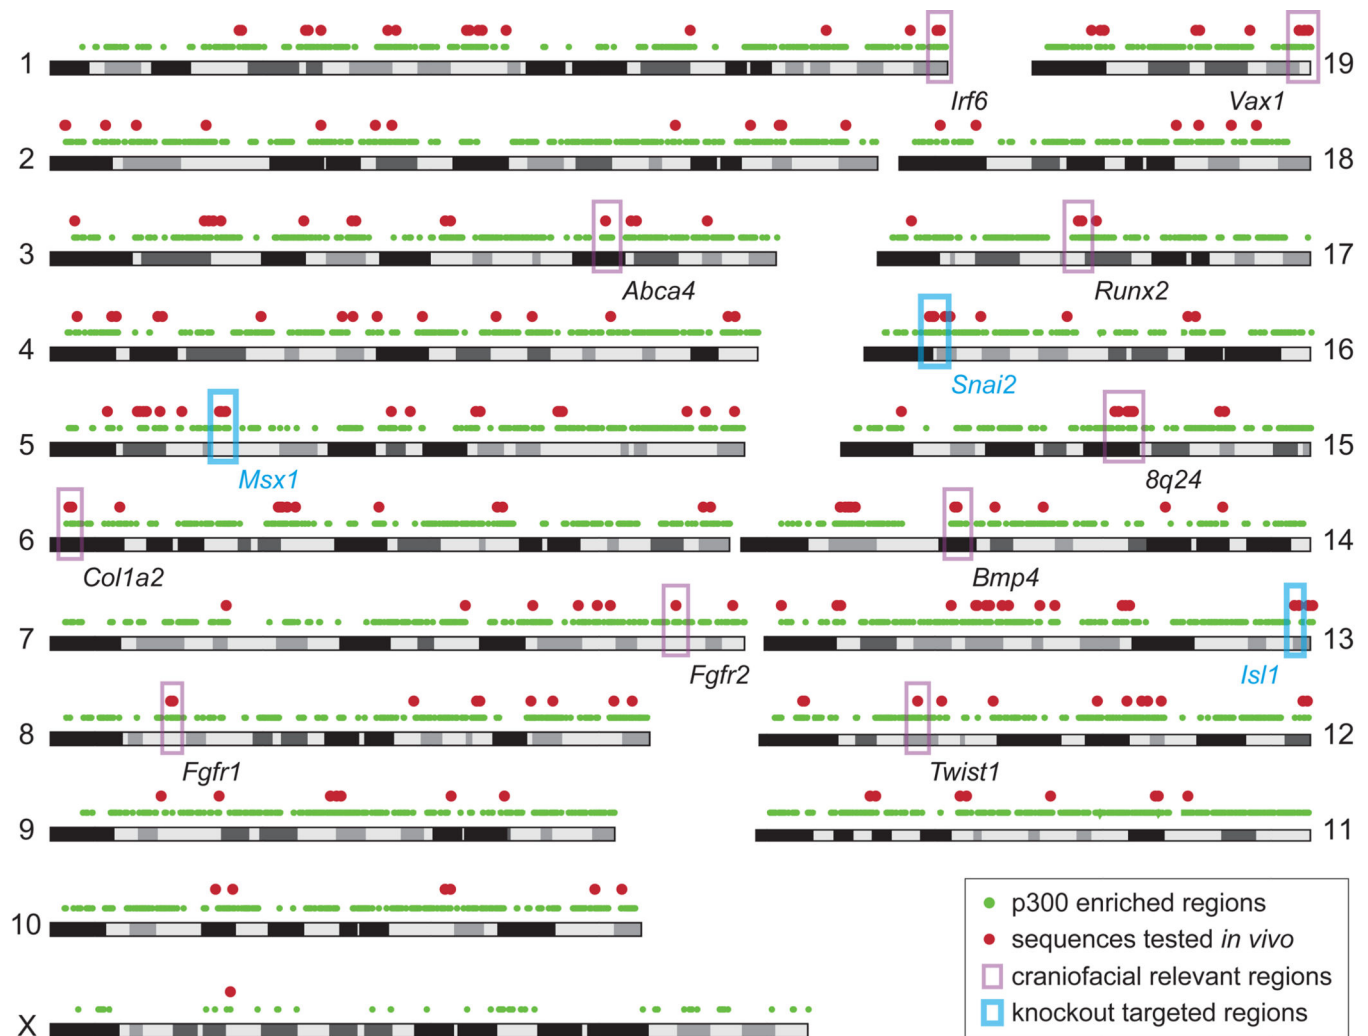 1
19
Irf6
Vax1
2
18
3
17
Abca4
Runx2
4
16
Snai2
5
15
Msx1
8q24
6
14
Col1a2
Bmp4
7
13
Fgfr2
Isl1
8
12
Fgfr1
Twist1
9
11
10
p300 enriched regions
sequences tested in vivo
craniofacial relevant regions
knockout targeted regions
X